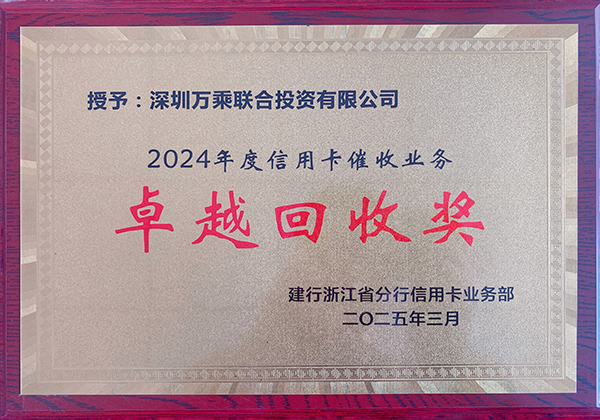 授予：深圳万乘联合投资有限公司
2024年度信用卡催收业务
卓越回收奖
建行浙江省分行信用卡业务部
二〇二五年三月